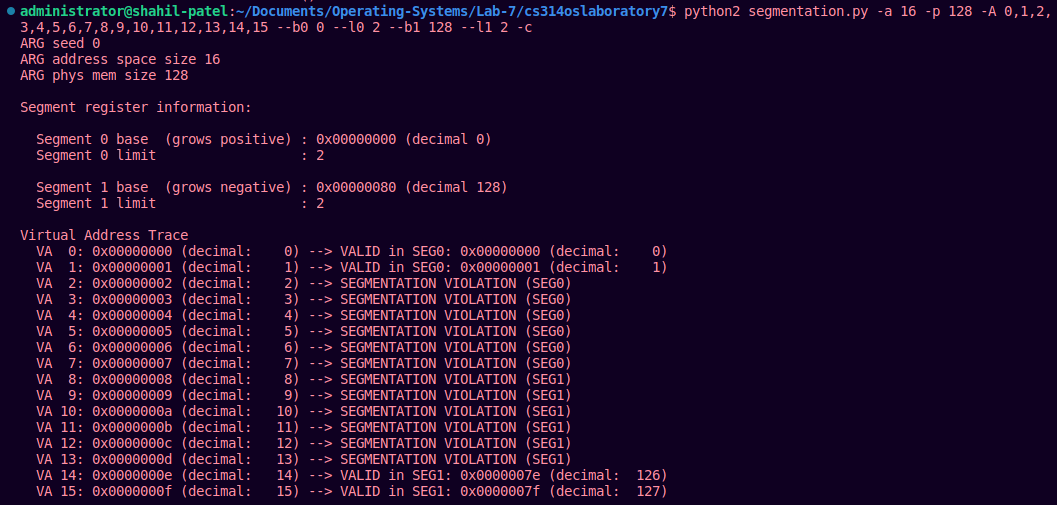 administrator@shahil-patel:~/Documents/Operating-Systems/Lab-7/cs314oslaboratory7$ python2 segmentation.py -a 16 -p 128 -A 0,1,2,
3,4,5,6,7,8,9,10,11,12,13,14,15 --b0 0 --l0 2 --b1 128 --l1 2 -c
ARG seed 0
ARG address space size 16
ARG phys mem size 128

Segment register information:

  Segment 0 base  (grows positive) : 0x00000000 (decimal 0)
  Segment 0 limit                  : 2

  Segment 1 base  (grows negative) : 0x00000080 (decimal 128)
  Segment 1 limit                  : 2

Virtual Address Trace
  VA  0: 0x00000000 (decimal:    0) --> VALID in SEG0: 0x00000000 (decimal:    0)
  VA  1: 0x00000001 (decimal:    1) --> VALID in SEG0: 0x00000001 (decimal:    1)
  VA  2: 0x00000002 (decimal:    2) --> SEGMENTATION VIOLATION (SEG0)
  VA  3: 0x00000003 (decimal:    3) --> SEGMENTATION VIOLATION (SEG0)
  VA  4: 0x00000004 (decimal:    4) --> SEGMENTATION VIOLATION (SEG0)
  VA  5: 0x00000005 (decimal:    5) --> SEGMENTATION VIOLATION (SEG0)
  VA  6: 0x00000006 (decimal:    6) --> SEGMENTATION VIOLATION (SEG0)
  VA  7: 0x00000007 (decimal:    7) --> SEGMENTATION VIOLATION (SEG0)
  VA  8: 0x00000008 (decimal:    8) --> SEGMENTATION VIOLATION (SEG1)
  VA  9: 0x00000009 (decimal:    9) --> SEGMENTATION VIOLATION (SEG1)
  VA 10: 0x0000000a (decimal:   10) --> SEGMENTATION VIOLATION (SEG1)
  VA 11: 0x0000000b (decimal:   11) --> SEGMENTATION VIOLATION (SEG1)
  VA 12: 0x0000000c (decimal:   12) --> SEGMENTATION VIOLATION (SEG1)
  VA 13: 0x0000000d (decimal:   13) --> SEGMENTATION VIOLATION (SEG1)
  VA 14: 0x0000000e (decimal:   14) --> VALID in SEG1: 0x0000007e (decimal:  126)
  VA 15: 0x0000000f (decimal:   15) --> VALID in SEG1: 0x0000007f (decimal:  127)